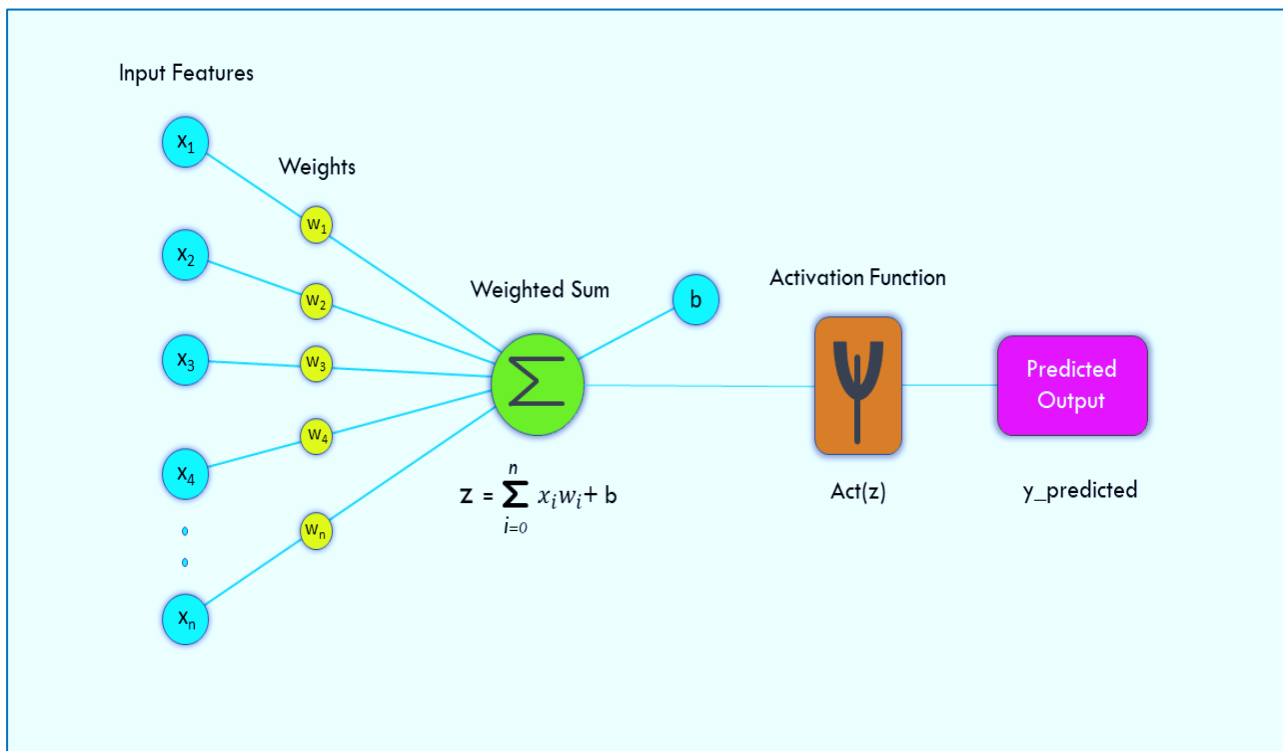 Input Features
x₁
Weights
w₁
x₂
w₂
Weighted Sum
b
Activation Function
x₃
w₃
Σ
ψ
Predicted
Output
w₄
x₄
z = ∑ⁿᵢ₌₀ xᵢwᵢ + b
Act(z)
y_predicted
wₙ
xₙ